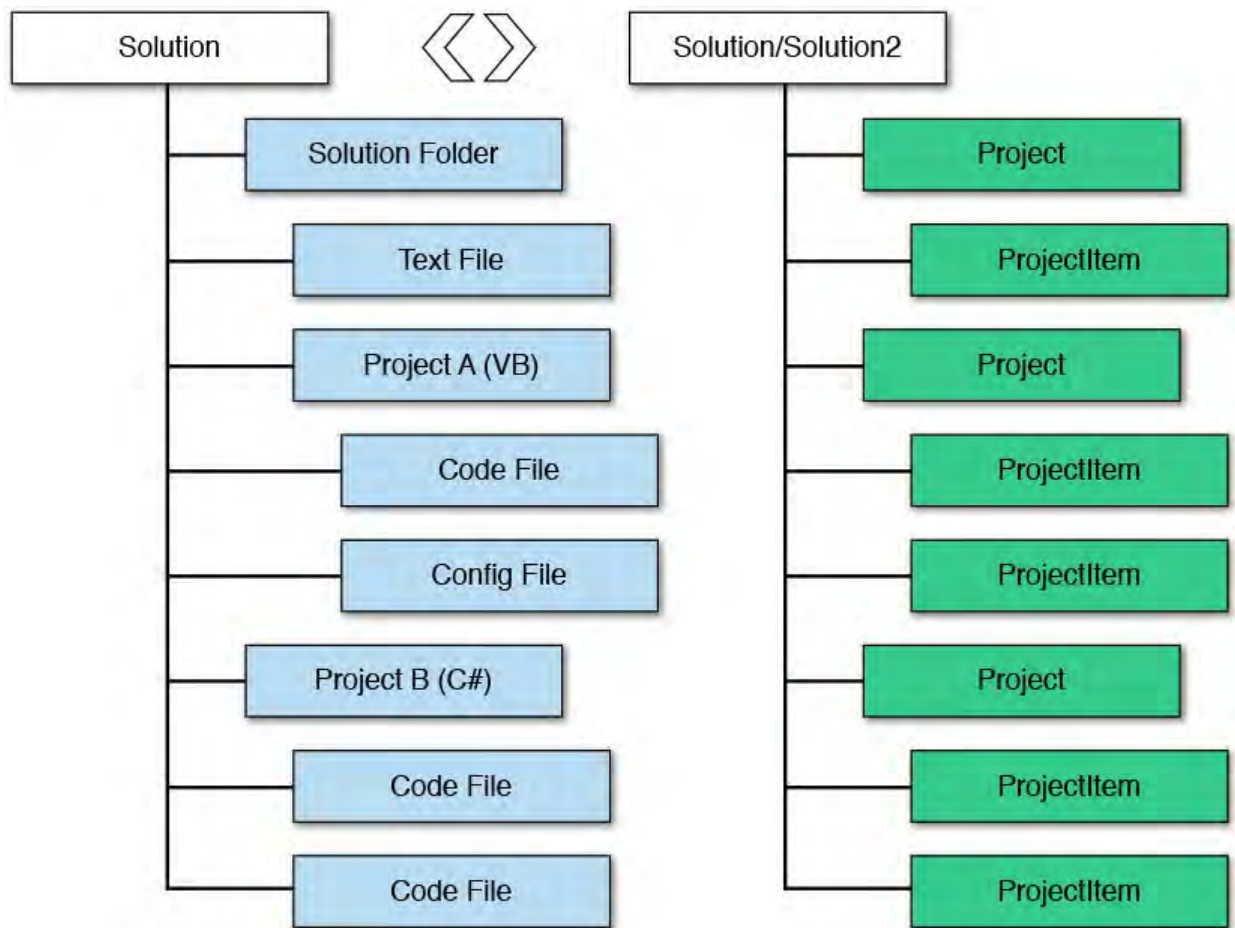 Solution
Solution/Solution2
Solution Folder
Project
Text File
ProjectItem
Project A (VB)
Project
Code File
ProjectItem
Config File
ProjectItem
Project B (C#)
Project
Code File
ProjectItem
Code File
ProjectItem